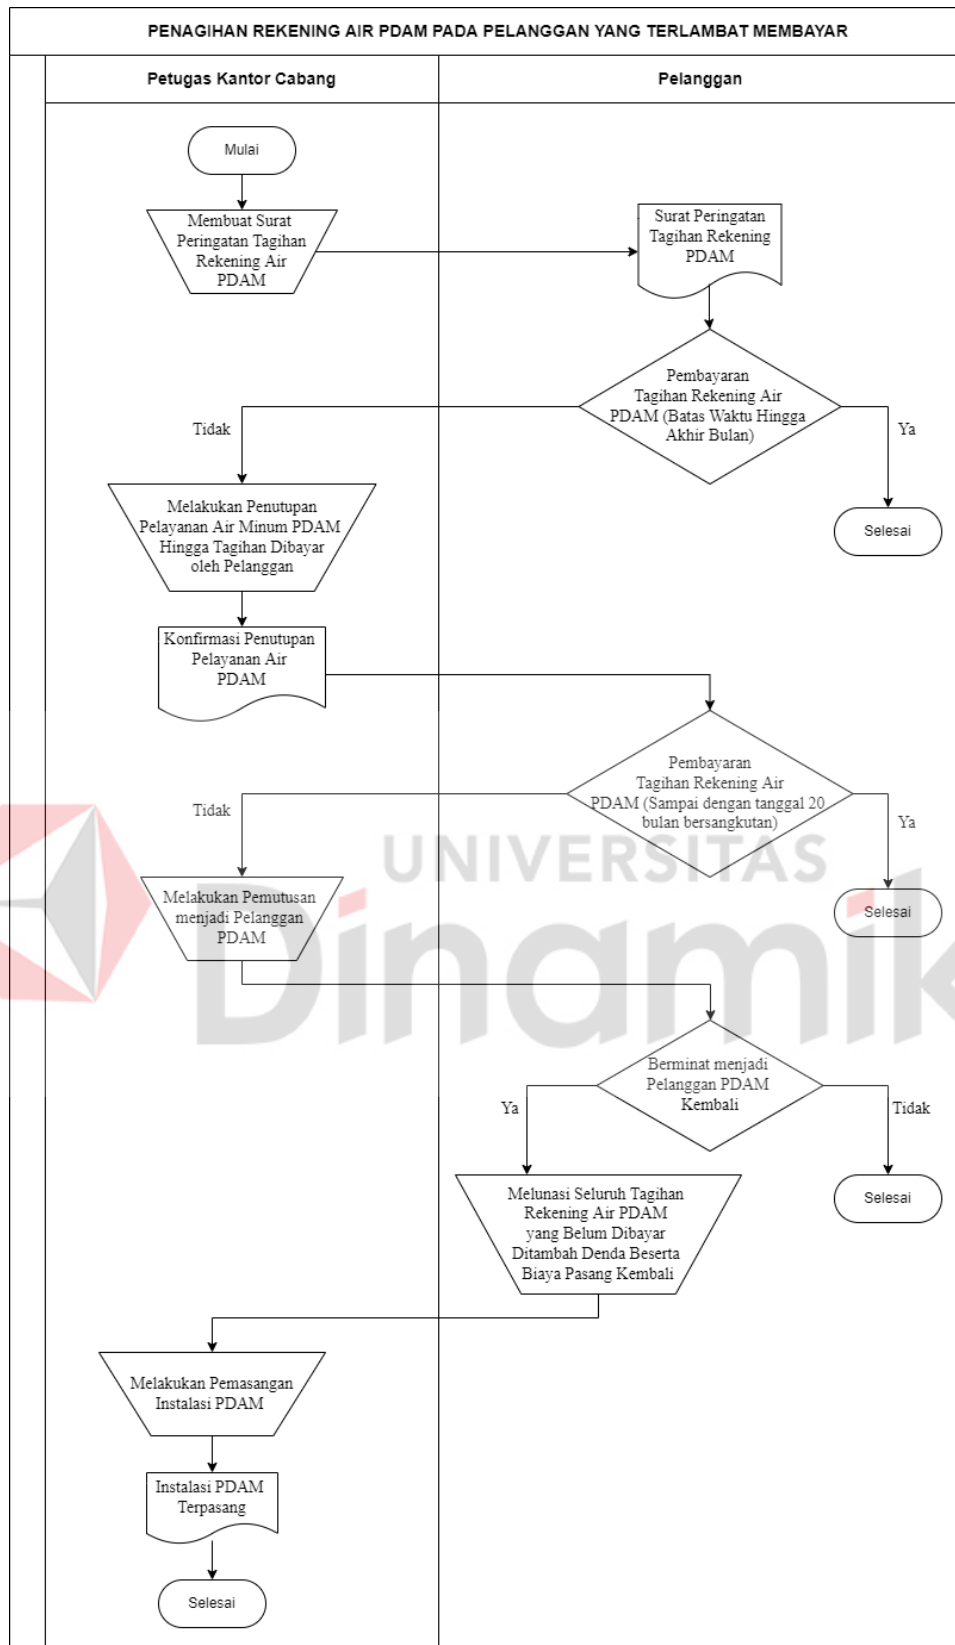 PENAGIHAN REKENING AIR PDAM PADA PELANGGAN YANG TERLAMBAT MEMBAYAR
Petugas Kantor Cabang
Pelanggan
Mulai
Membuat Surat
Peringatan Tagihan
Rekening Air
PDAM
Surat Peringatan
Tagihan Rekening
PDAM
Pembayaran
Tagihan Rekening Air
PDAM (Batas Waktu Hingga
Akhir Bulan)
Tidak
Ya
Melakukan Penutupan
Pelayanan Air Minum PDAM
Hingga Tagihan Dibayar
oleh Pelanggan
Selesai
Konfirmasi Penutupan
Pelayanan Air
PDAM
Pembayaran
Tagihan Rekening Air
PDAM (Sampai dengan tanggal 20
bulan bersangkutan)
Tidak
Ya
UNIVERSITAS
Dinamik
Melakukan Pemutusan
menjadi Pelanggan
PDAM
Selesai
Berminat menjadi
Pelanggan PDAM
Kembali
Ya
Tidak
Melunasi Seluruh Tagihan
Rekening Air PDAM
yang Belum Dibayar
Ditambah Denda Beserta
Biaya Pasang Kembali
Selesai
Melakukan Pemasangan
Instalasi PDAM
Instalasi PDAM
Terpasang
Selesai